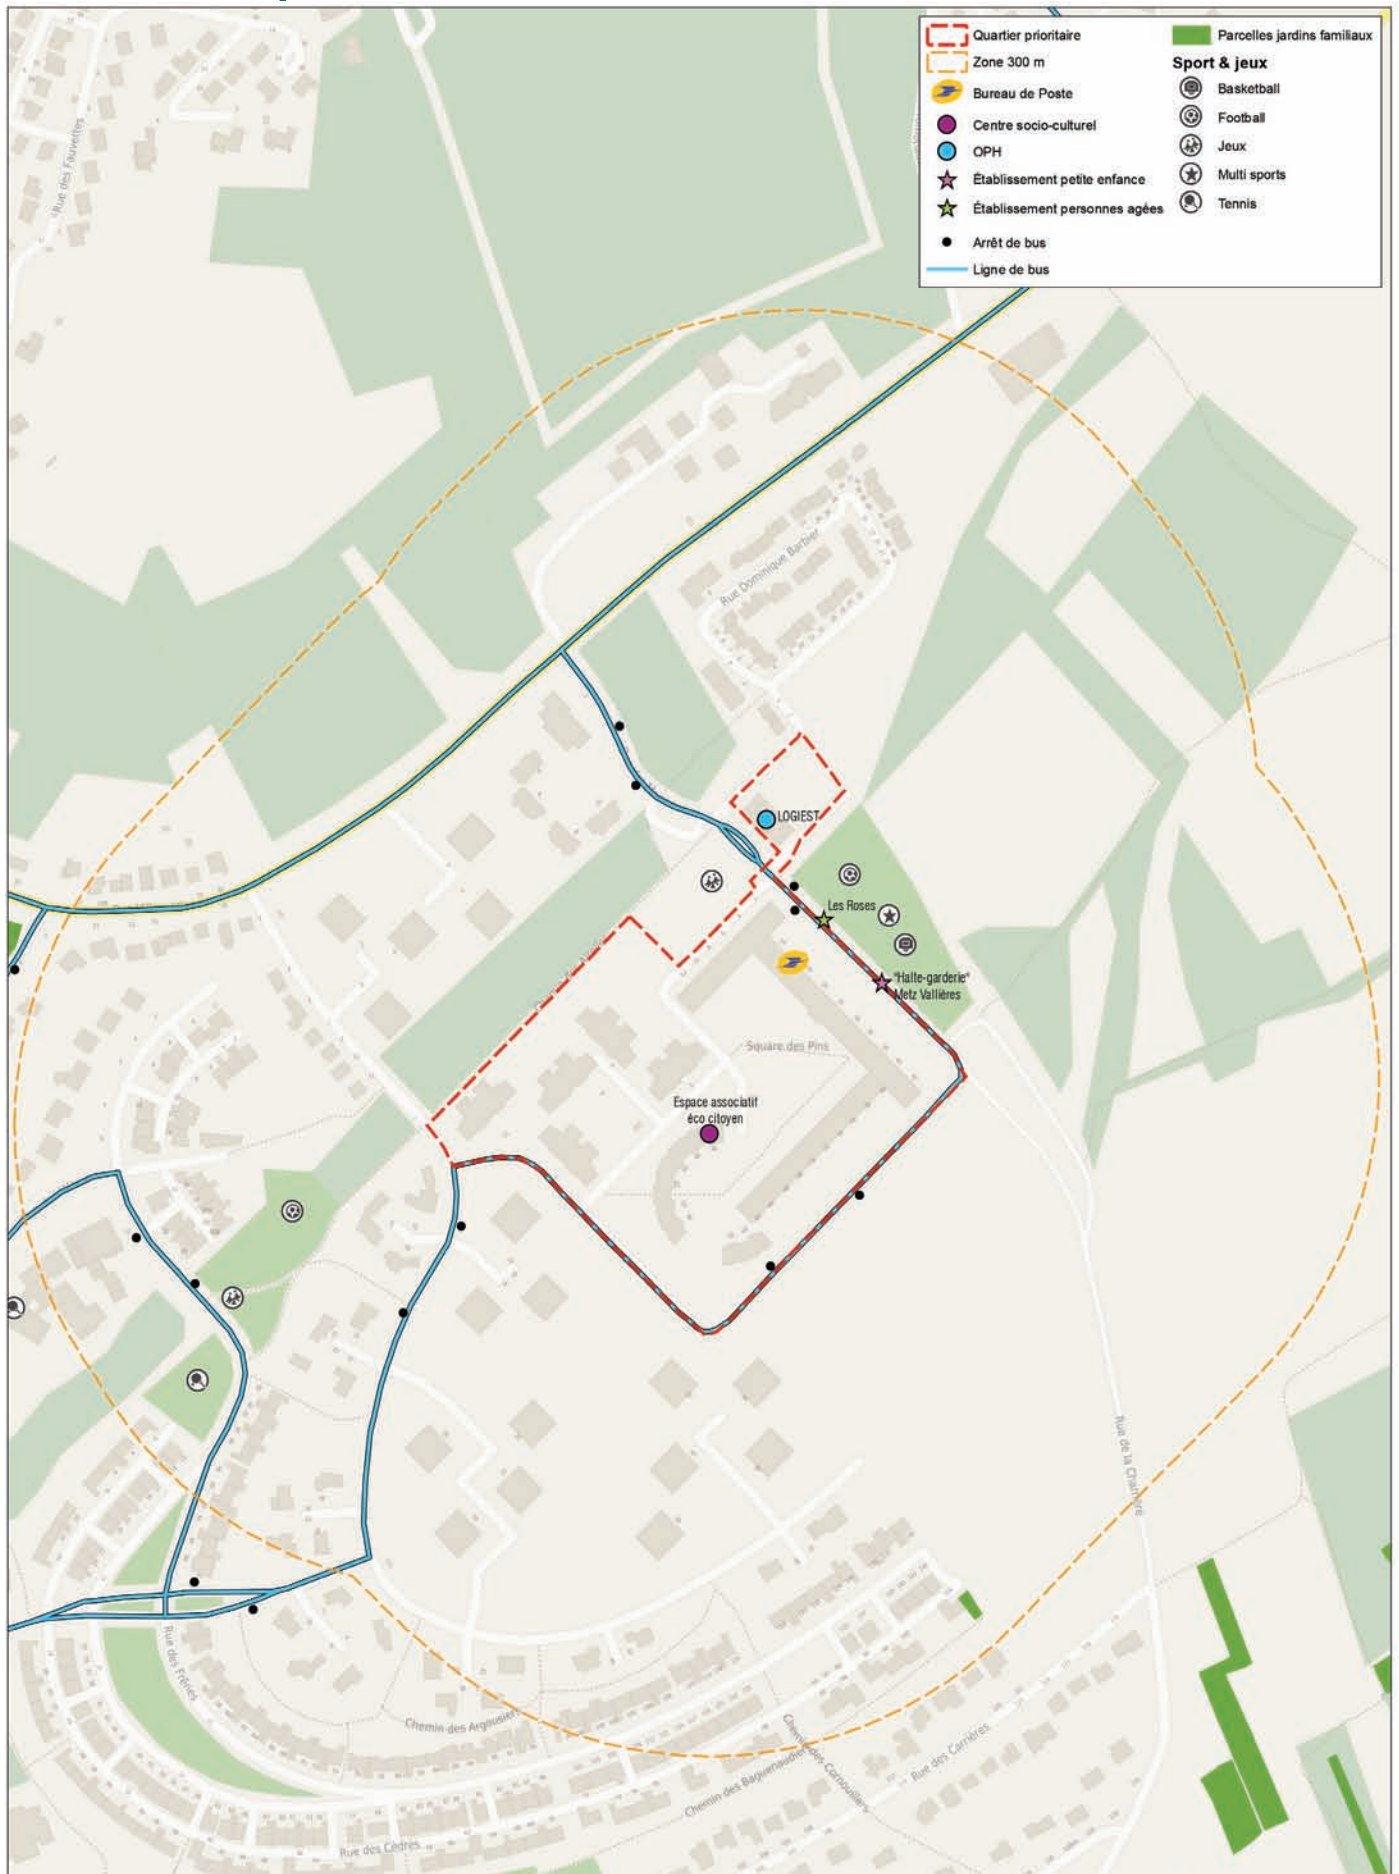 Quartier prioritaire
Zone 300 m
Bureau de Poste
Centre socio-culturel
OPH
Établissement petite enfance
Établissement personnes agées
Arrêt de bus
Ligne de bus
Parcelles jardins familiaux
Sport & jeux
Basketball
Football
Jeux
Multi sports
Tennis
Rue des Fauvettes
Rue Dominique Barbier
LOGIEST
Les Roses
"Halte-garderie"
Metz Vallières
Square des Pins
Espace associatif
éco citoyen
Rue de la Charrière
Rue des Frênes
Chemin des Argousiers
Chemin des Cornouillers
Chemin des Baguenaudiers
Rue des Carrières
Rue des Cèdres